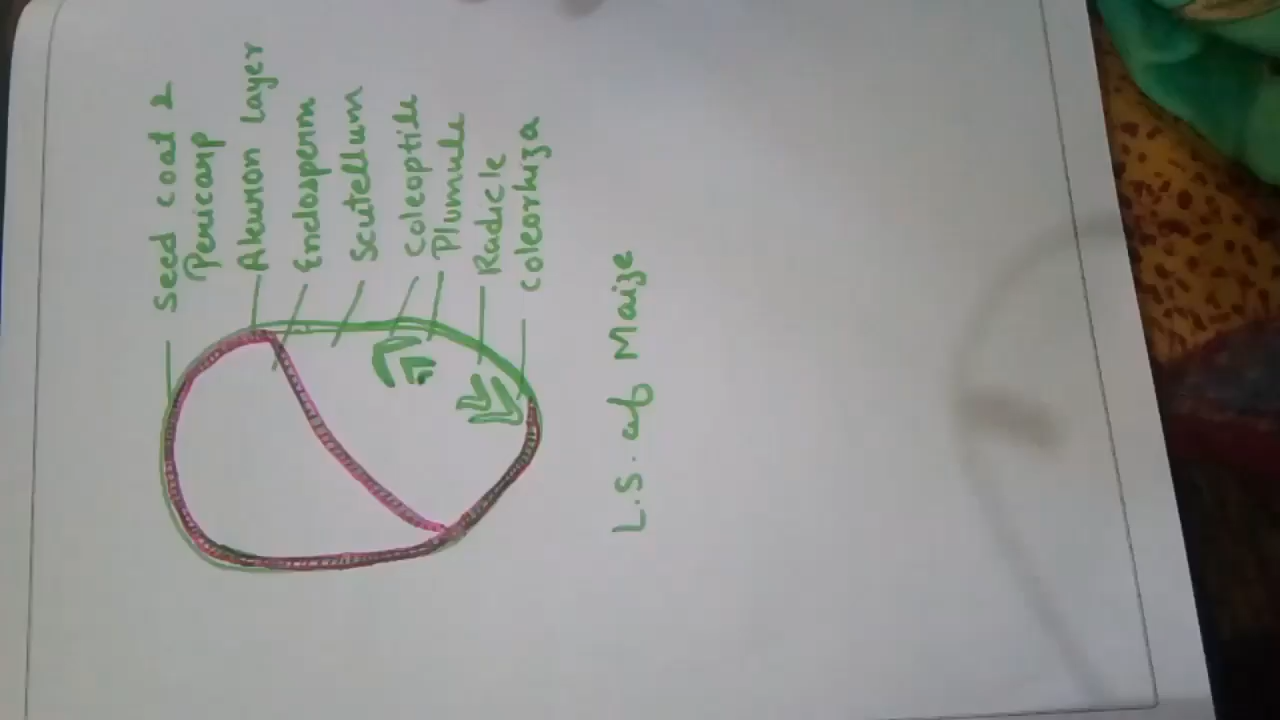 Seed coat &
Pericarp
Aleuron layer
Endosperm
Scutellum
Coleoptile
Plumule
Radicle
coleorhiza
L.S. of Maize